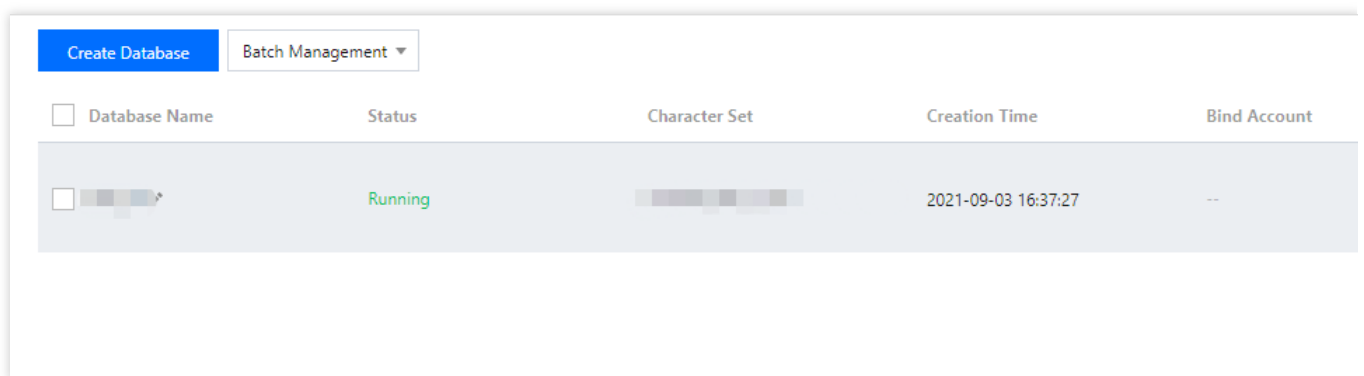 Create Database Batch Management
Database Name Status Character Set Creation Time Bind Account
Running 2021-09-03 16:37:27 --